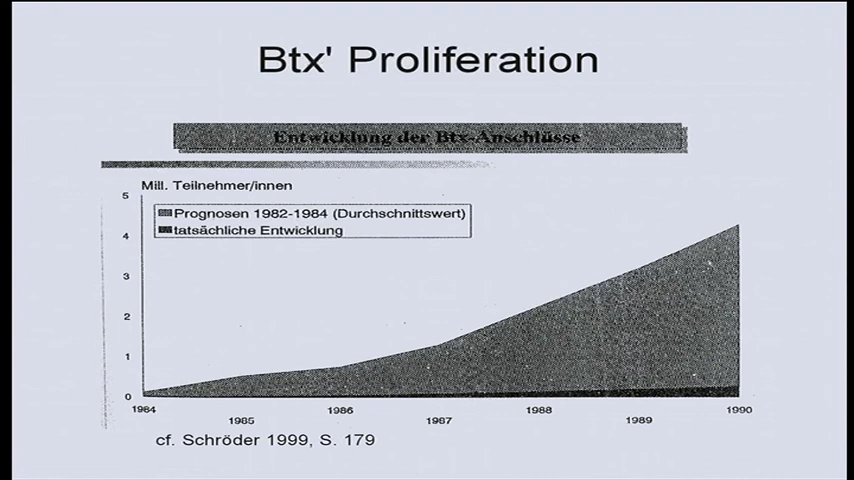 Btx' Proliferation
Entwicklung der Btx-Anschlüsse
Mill. Teilnehmer/innen
5
Prognosen 1982-1984 (Durchschnittswert)
tatsächliche Entwicklung
4
3
2
1
0
1984
1985
1986
1987
1988
1989
1990
cf. Schröder 1999, S. 179